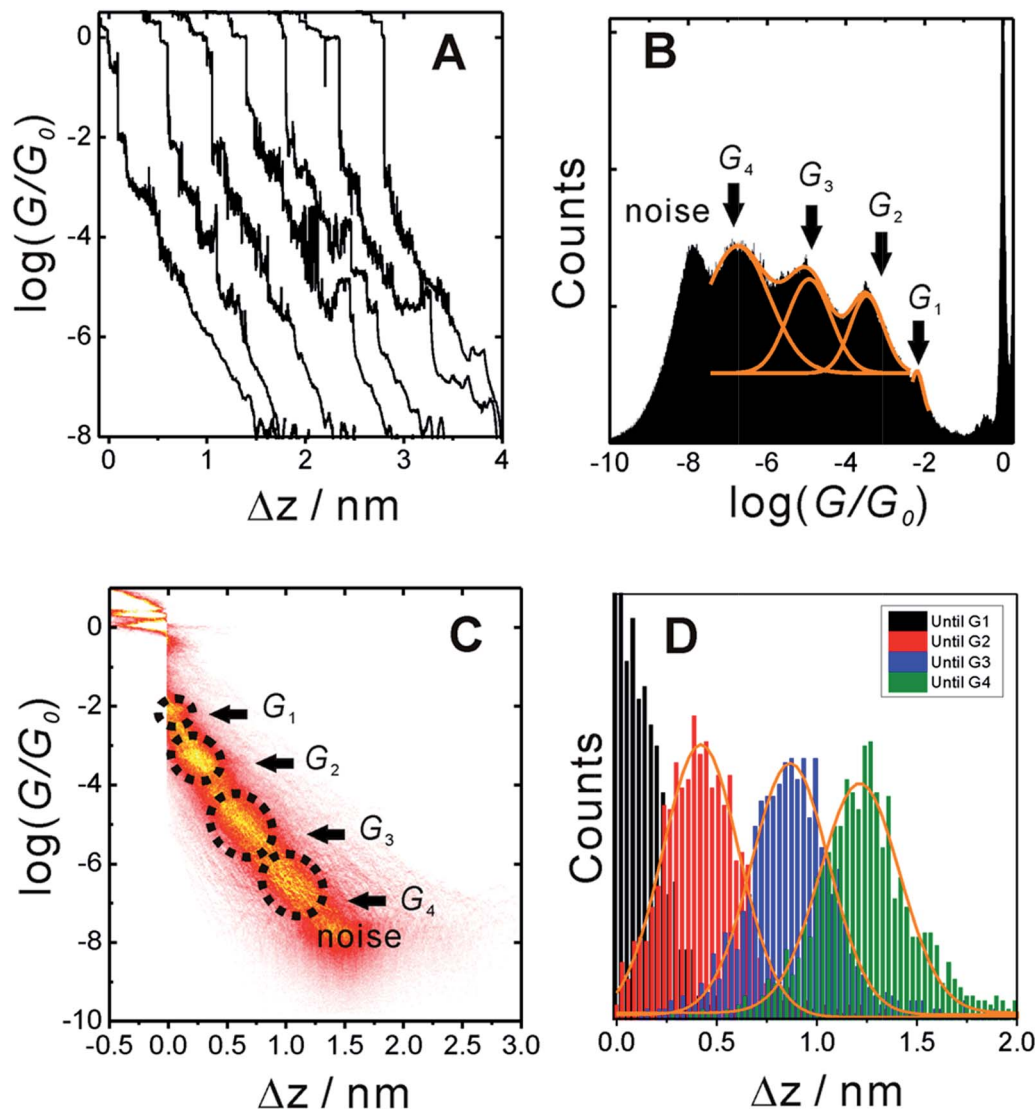 A
log(G/G0)
0
-2
-4
-6
-8
0 1 2 3 4
Δz / nm
B
Counts
noise
G4
G3
G2
G1
-10 -8 -6 -4 -2 0
log(G/G0)
C
log(G/G0)
0
-2
-4
-6
-8
-10
G1
G2
G3
G4
noise
-0.5 0.0 0.5 1.0 1.5 2.0 2.5 3.0
Δz / nm
D
Counts
Until G1
Until G2
Until G3
Until G4
0.0 0.5 1.0 1.5 2.0
Δz / nm